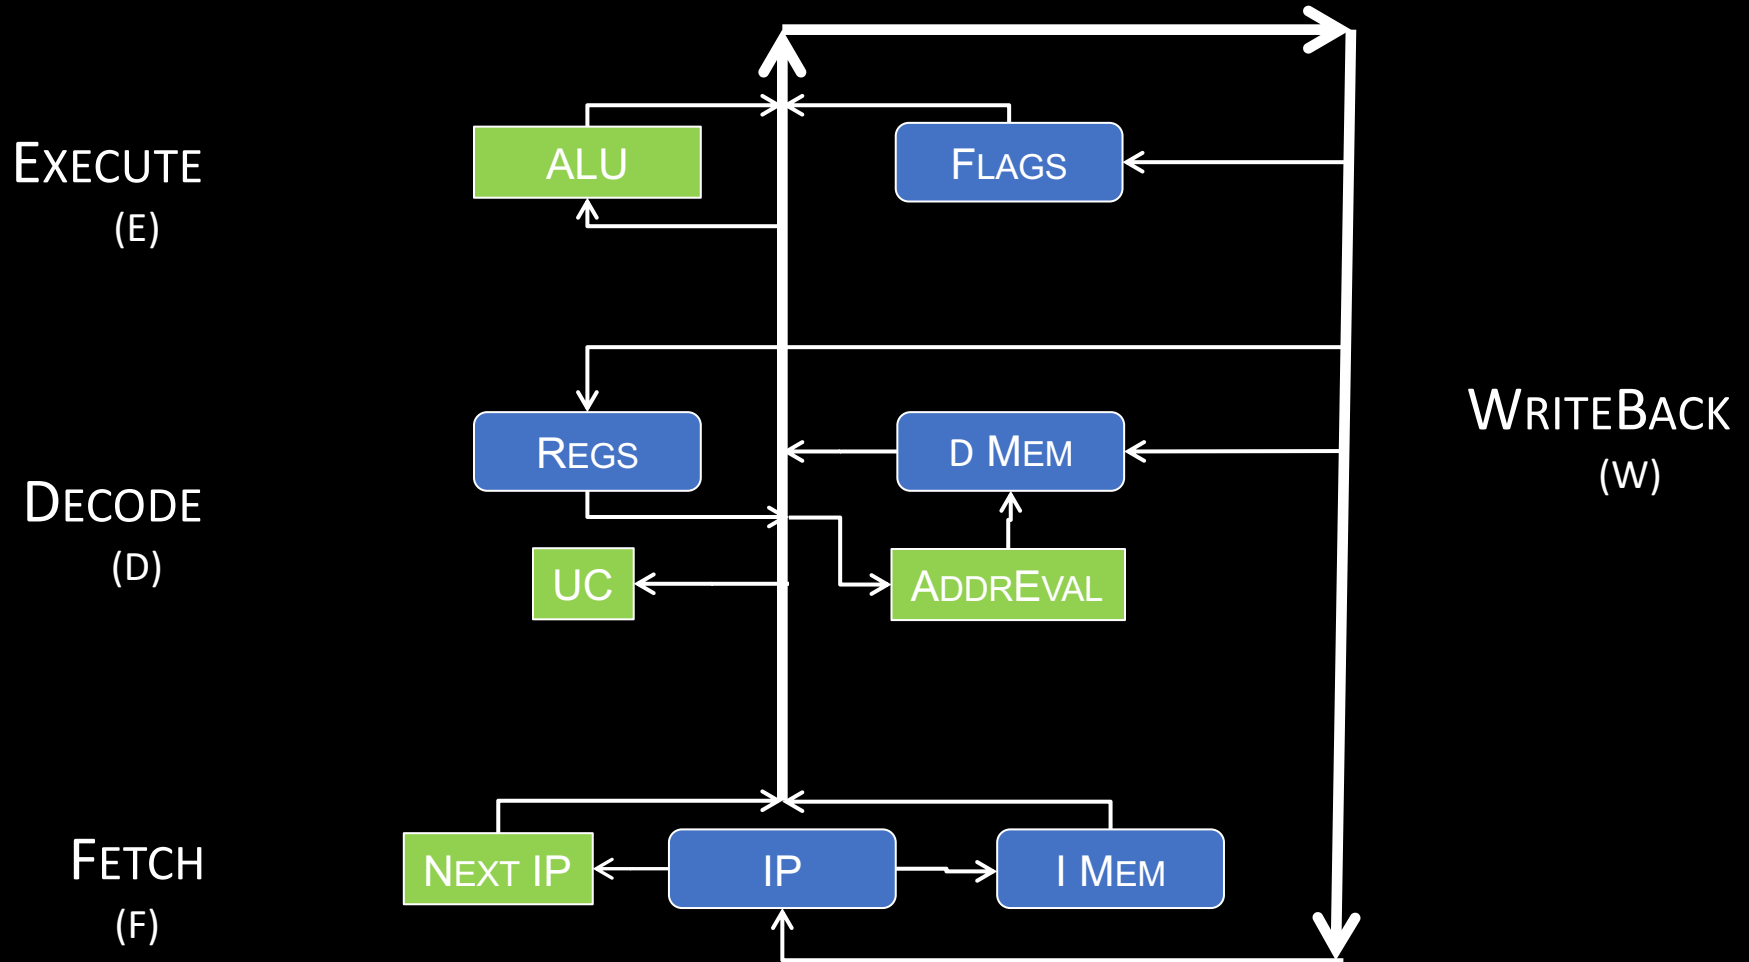 EXECUTE
(E)
ALU
FLAGS
REGS
D MEM
WRITEBACK
(W)
DECODE
(D)
UC
ADDREVAL
FETCH
(F)
NEXT IP
IP
I MEM